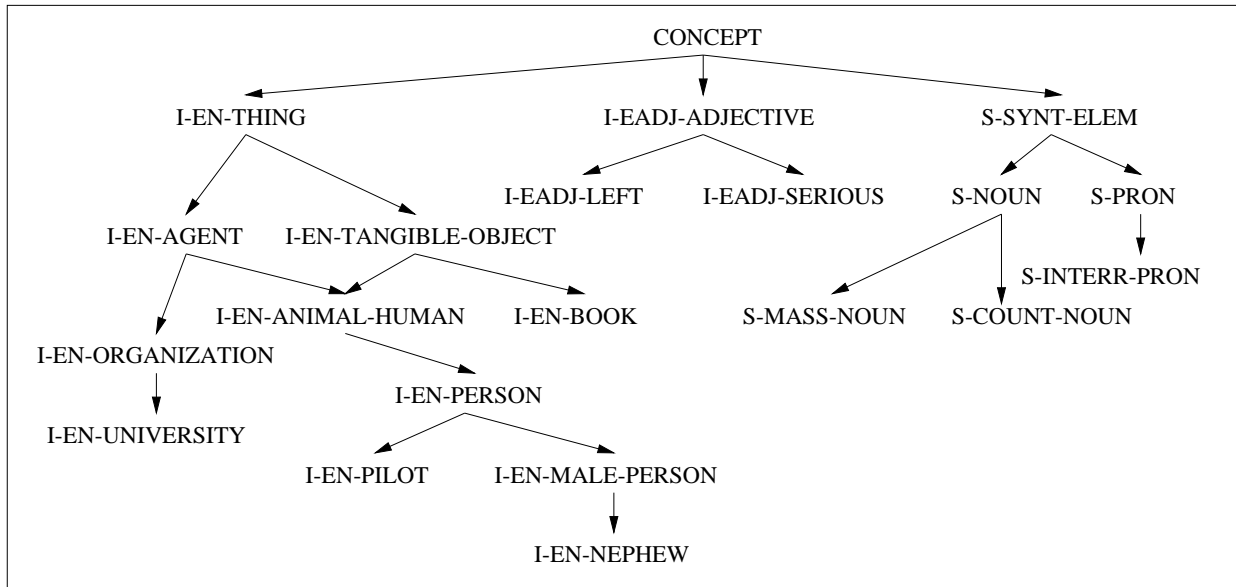 CONCEPT
I-EN-THING
I-EADJ-ADJECTIVE
S-SYNT-ELEM
I-EADJ-LEFT
I-EADJ-SERIOUS
S-NOUN
S-PRON
I-EN-AGENT
I-EN-TANGIBLE-OBJECT
S-INTERR-PRON
I-EN-ANIMAL-HUMAN
I-EN-BOOK
S-MASS-NOUN
S-COUNT-NOUN
I-EN-ORGANIZATION
I-EN-PERSON
I-EN-UNIVERSITY
I-EN-PILOT
I-EN-MALE-PERSON
I-EN-NEPHEW